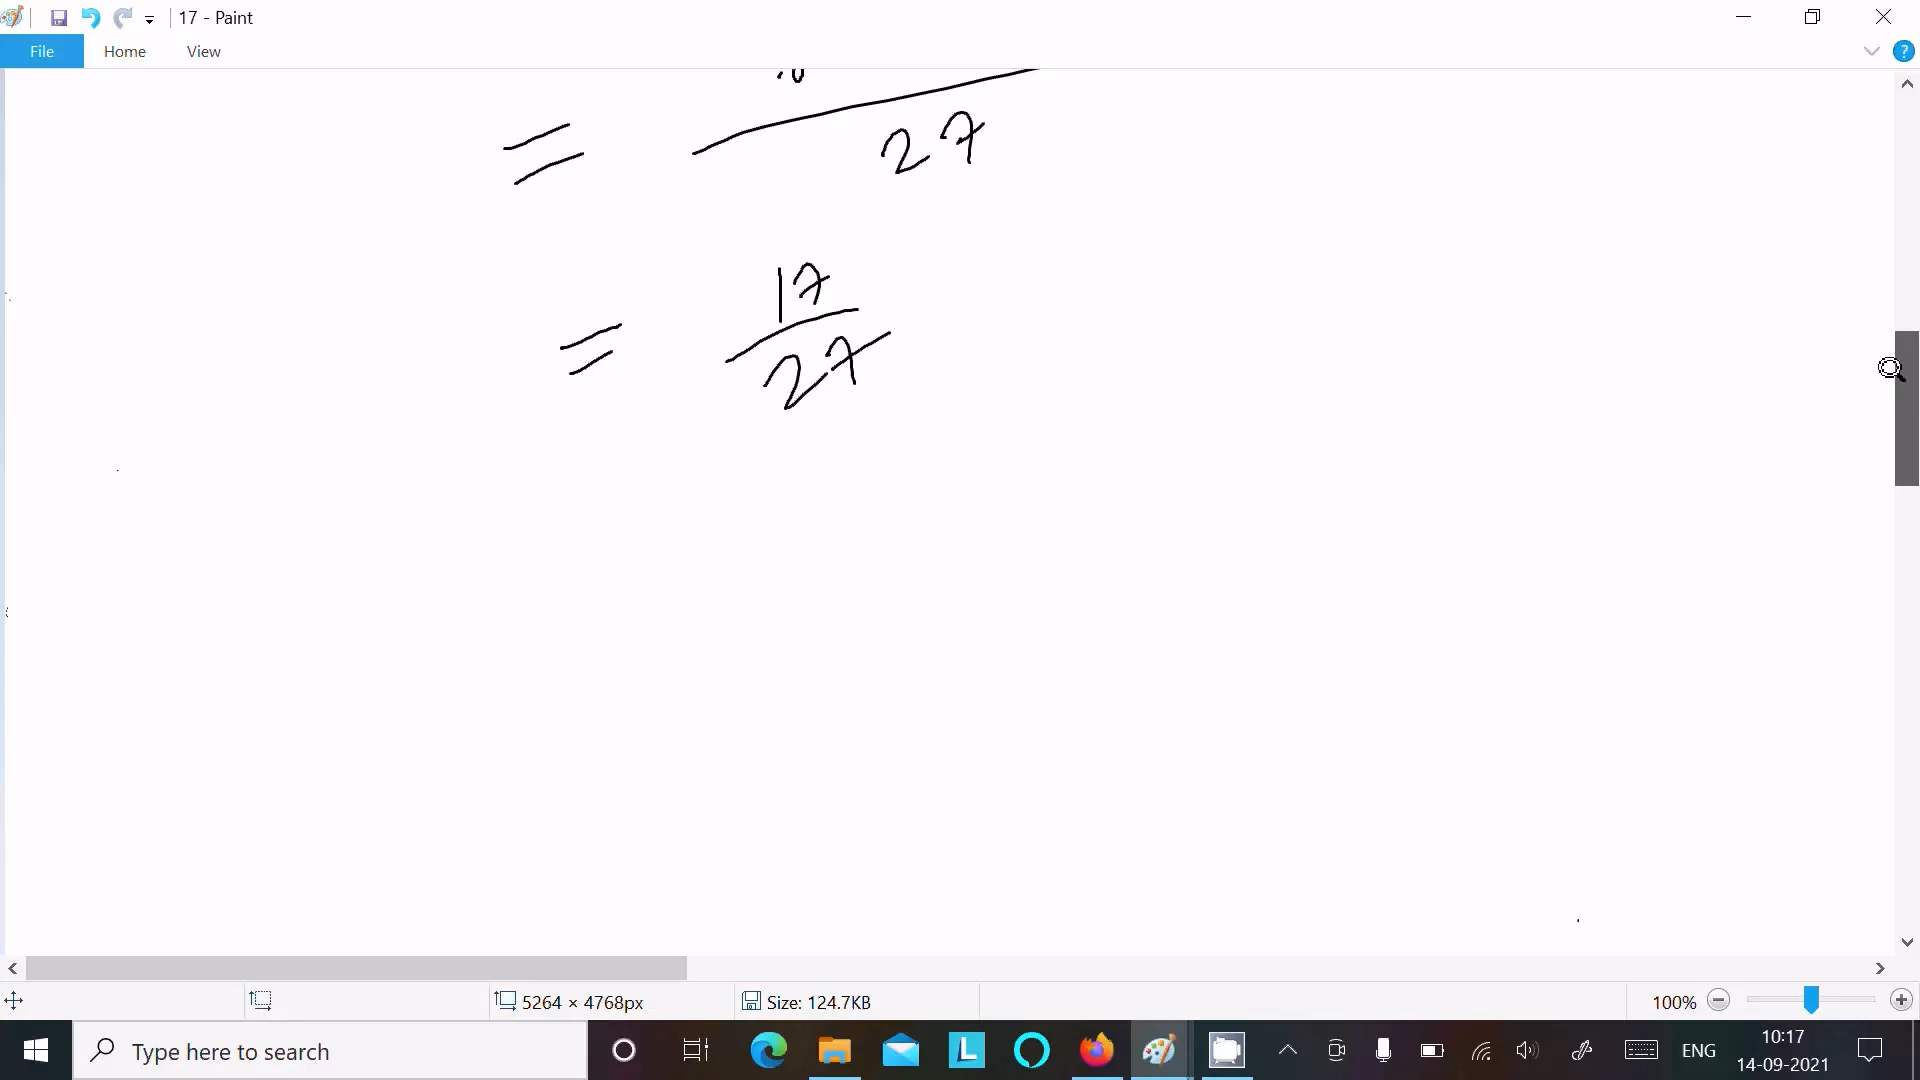 17 - Paint
File Home View
= 27
= 17
27
5264 × 4768px Size: 124.7KB 100%
Type here to search L ENG 10:17
14-09-2021